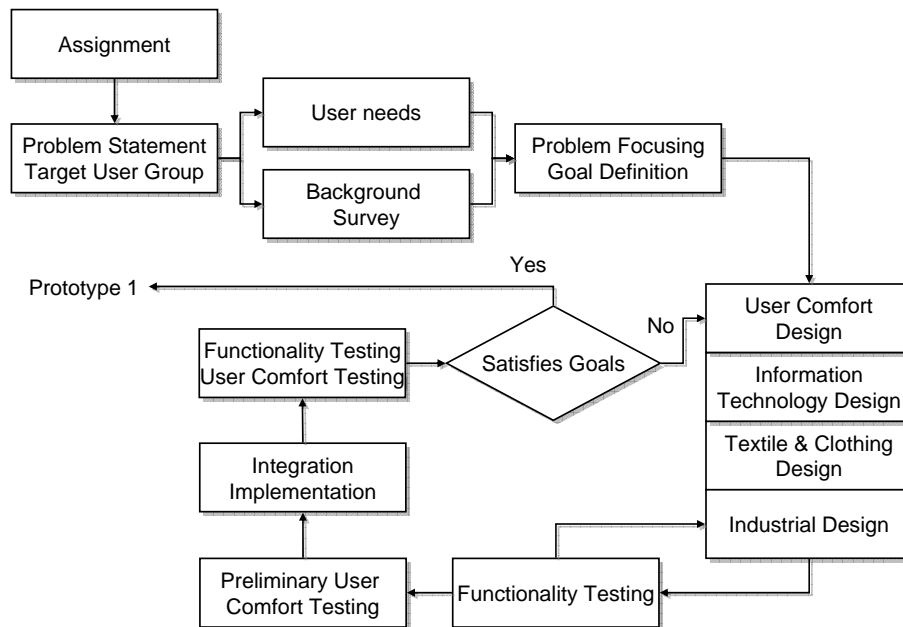 Assignment
Problem Statement
Target User Group
User needs
Background
Survey
Problem Focusing
Goal Definition
Yes
Prototype 1
No
Satisfies Goals
User Comfort
Design
Information
Technology Design
Textile & Clothing
Design
Industrial Design
Functionality Testing
User Comfort Testing
Integration
Implementation
Preliminary User
Comfort Testing
Functionality Testing